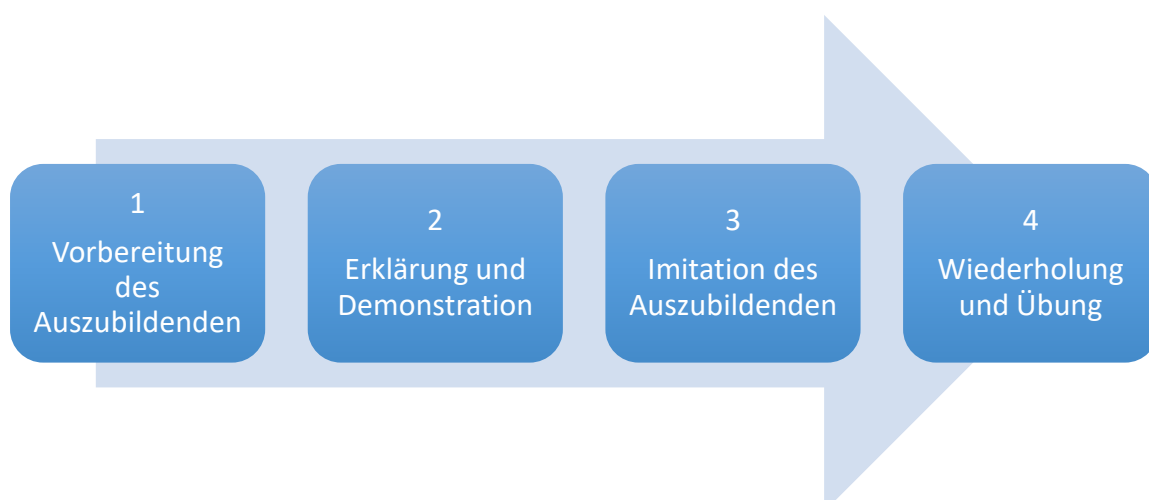 1
Vorbereitung
des
Auszubildenden
2
Erklärung und
Demonstration
3
Imitation des
Auszubildenden
4
Wiederholung
und Übung